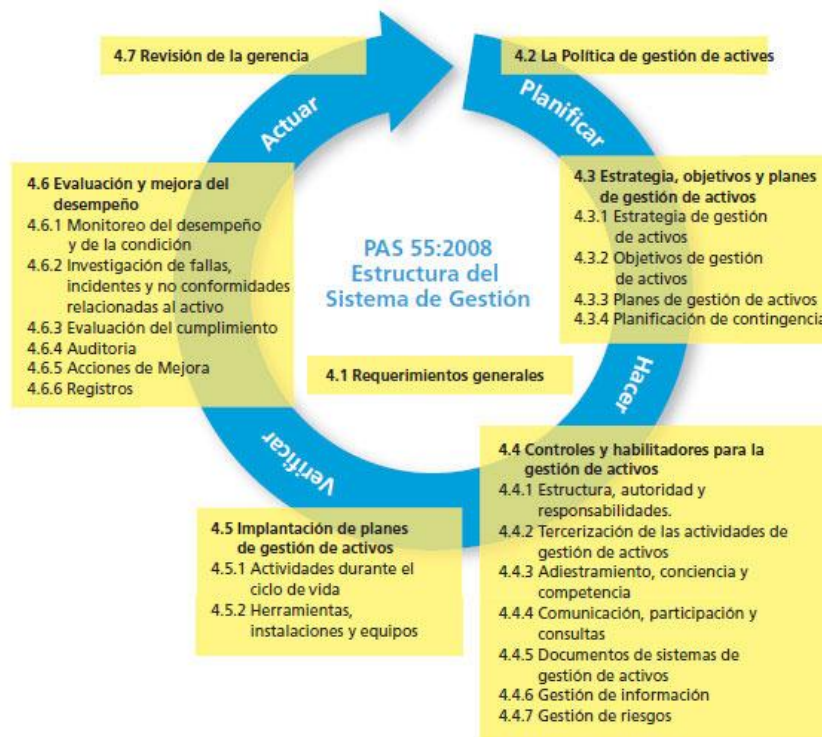 4.7 Revisión de la gerencia
4.2 La Política de gestión de actives
Actuar
Planificar
4.6 Evaluación y mejora del
desempeño
4.6.1 Monitoreo del desempeño
y de la condición
4.6.2 Investigación de fallas,
incidentes y no conformidades
relacionadas al activo
4.6.3 Evaluación del cumplimiento
4.6.4 Auditoria
4.6.5 Acciones de Mejora
4.6.6 Registros
PAS 55:2008
Estructura del
Sistema de Gestión
4.3 Estrategia, objetivos y planes
de gestión de activos
4.3.1 Estrategia de gestión
de activos
4.3.2 Objetivos de gestión
de activos
4.3.3 Planes de gestión de activos
4.3.4 Planificación de contingencia
4.1 Requerimientos generales
Hacer
Verificar
4.5 Implantación de planes
de gestión de activos
4.5.1 Actividades durante el
ciclo de vida
4.5.2 Herramientas,
instalaciones y equipos
4.4 Controles y habilitadores para la
gestión de activos
4.4.1 Estructura, autoridad y
responsabilidades.
4.4.2 Tercerización de las actividades de
gestión de activos
4.4.3 Adiestramiento, conciencia y
competencia
4.4.4 Comunicación, participación y
consultas
4.4.5 Documentos de sistemas de
gestión de activos
4.4.6 Gestión de información
4.4.7 Gestión de riesgos